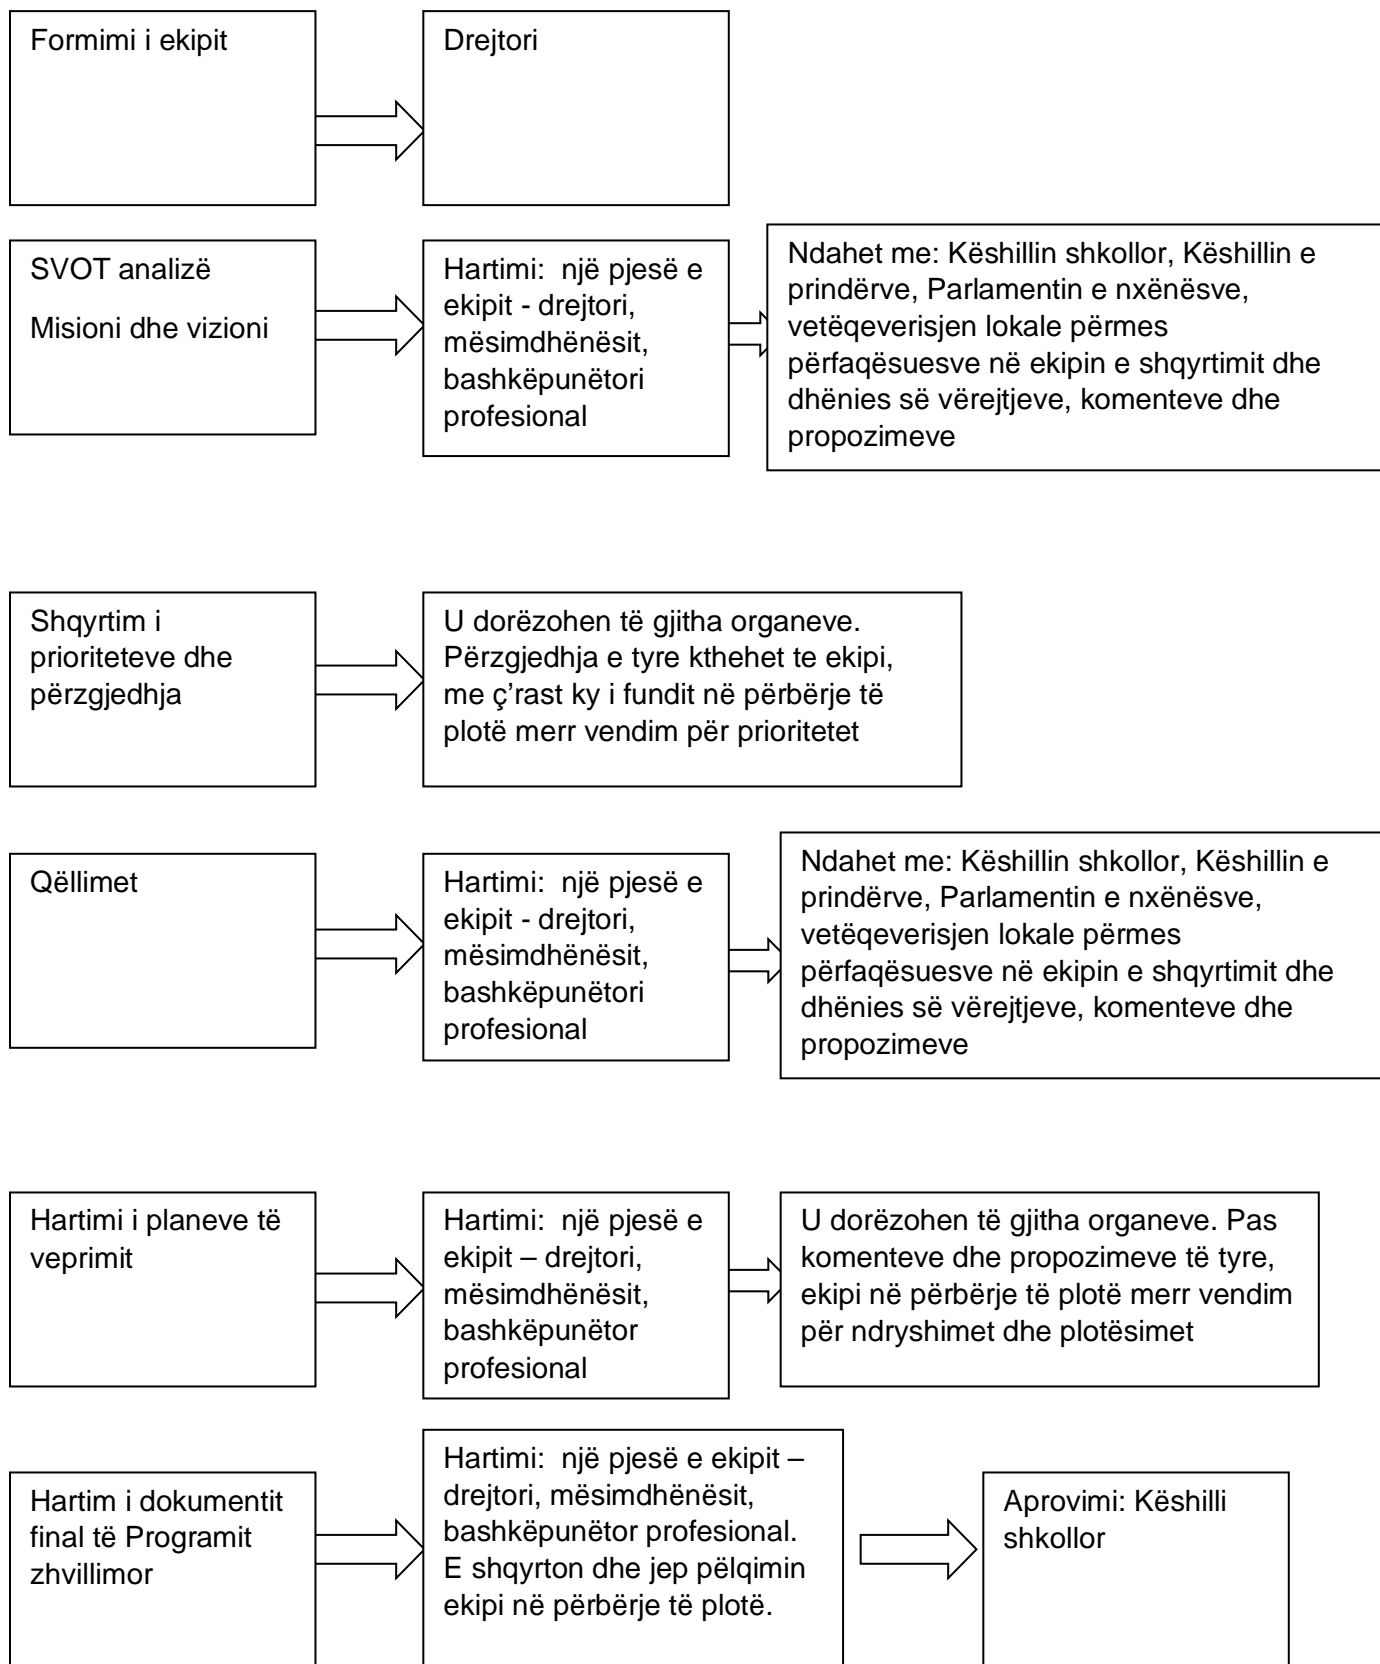 Formimi i ekipit
Drejtori
SVOT analizë
Misioni dhe vizioni
Hartimi:  një pjesë e
ekipit - drejtori,
mësimdhënësit,
bashkëpunëtori
profesional
Ndahet me: Këshillin shkollor, Këshillin e
prindërve, Parlamentin e nxënësve,
vetëqeverisjen lokale përmes
përfaqësuesve në ekipin e shqyrtimit dhe
dhënies së vërejtjeve, komenteve dhe
propozimeve
Shqyrtim i
prioriteteve dhe
përzgjedhja
U dorëzohen të gjitha organeve.
Përzgjedhja e tyre kthehet te ekipi,
me ç’rast ky i fundit në përbërje të
plotë merr vendim për prioritetet
Qëllimet
Hartimi:  një pjesë e
ekipit - drejtori,
mësimdhënësit,
bashkëpunëtori
profesional
Ndahet me: Këshillin shkollor, Këshillin e
prindërve, Parlamentin e nxënësve,
vetëqeverisjen lokale përmes
përfaqësuesve në ekipin e shqyrtimit dhe
dhënies së vërejtjeve, komenteve dhe
propozimeve
Hartimi i planeve të
veprimit
Hartimi:  një pjesë e
ekipit – drejtori,
mësimdhënësit,
bashkëpunëtor
profesional
U dorëzohen të gjitha organeve. Pas
komenteve dhe propozimeve të tyre,
ekipi në përbërje të plotë merr vendim
për ndryshimet dhe plotësimet
Hartim i dokumentit
final të Programit
zhvillimor
Hartimi:  një pjesë e ekipit –
drejtori, mësimdhënësit,
bashkëpunëtor profesional.
E shqyrton dhe jep pëlqimin
ekipi në përbërje të plotë.
Aprovimi: Këshilli
shkollor